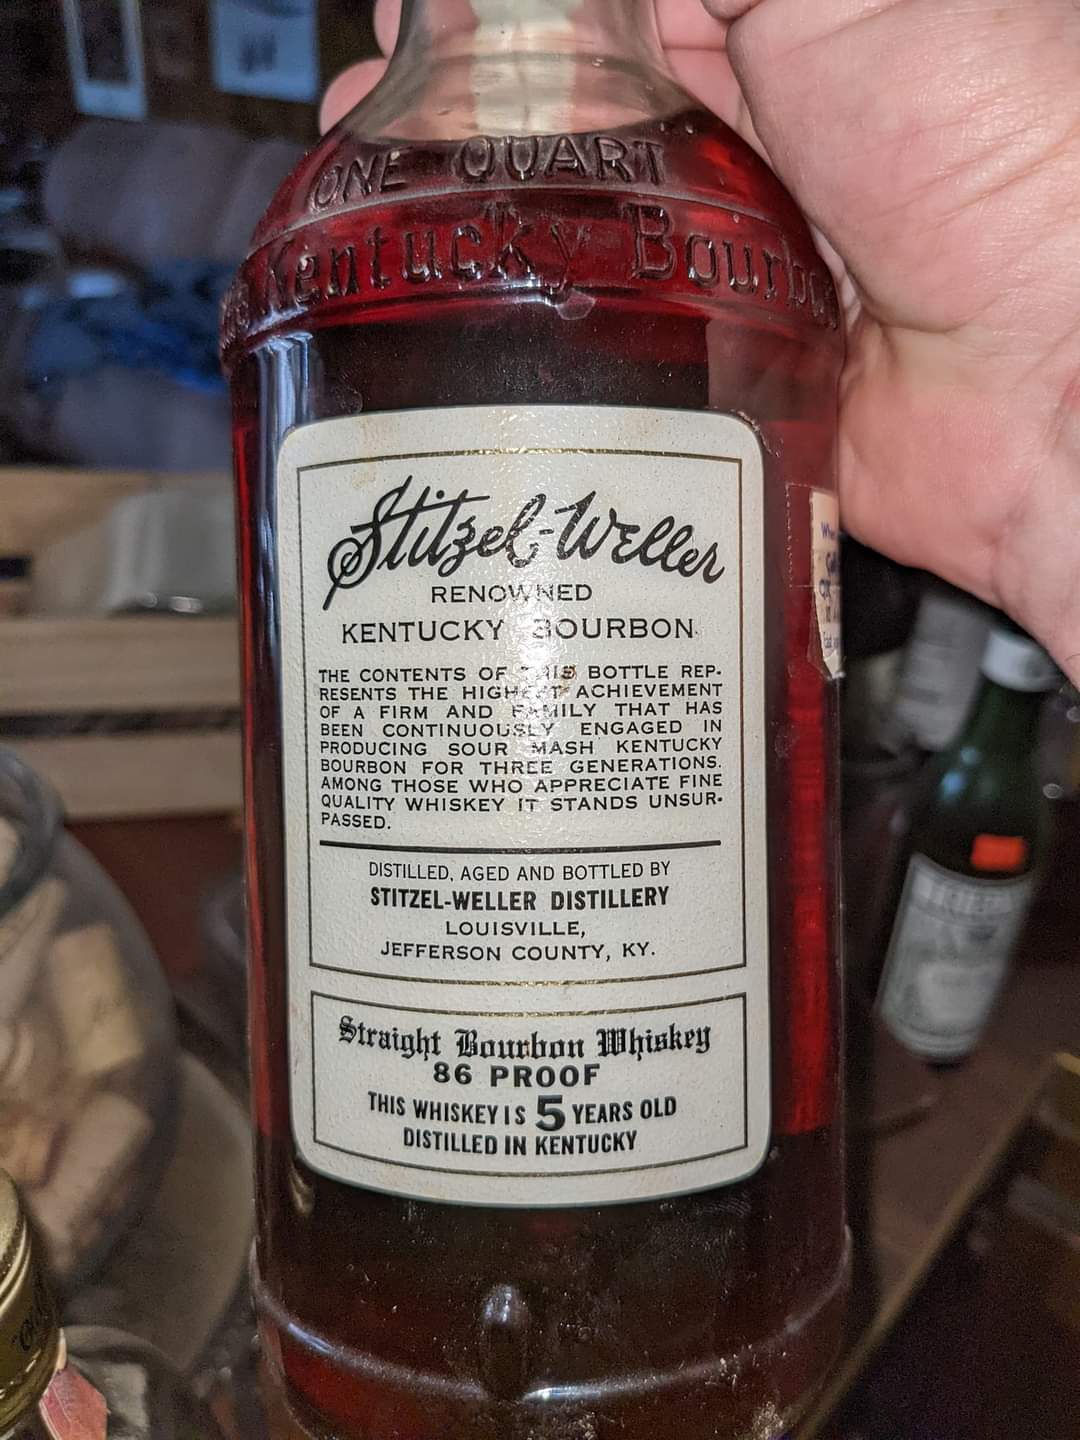 ONE QUART
Kentucky Bourbon
Stitzel-Weller
RENOWNED
KENTUCKY BOURBON
THE CONTENTS OF THIS BOTTLE REP-
RESENTS THE HIGHEST ACHIEVEMENT
OF A FIRM AND FAMILY THAT HAS
BEEN CONTINUOUSLY ENGAGED IN
PRODUCING SOUR MASH KENTUCKY
BOURBON FOR THREE GENERATIONS.
AMONG THOSE WHO APPRECIATE FINE
QUALITY WHISKEY IT STANDS UNSUR-
PASSED.
DISTILLED, AGED AND BOTTLED BY
STITZEL-WELLER DISTILLERY
LOUISVILLE,
JEFFERSON COUNTY, KY.
Straight Bourbon Whiskey
86 PROOF
THIS WHISKEY IS 5 YEARS OLD
DISTILLED IN KENTUCKY